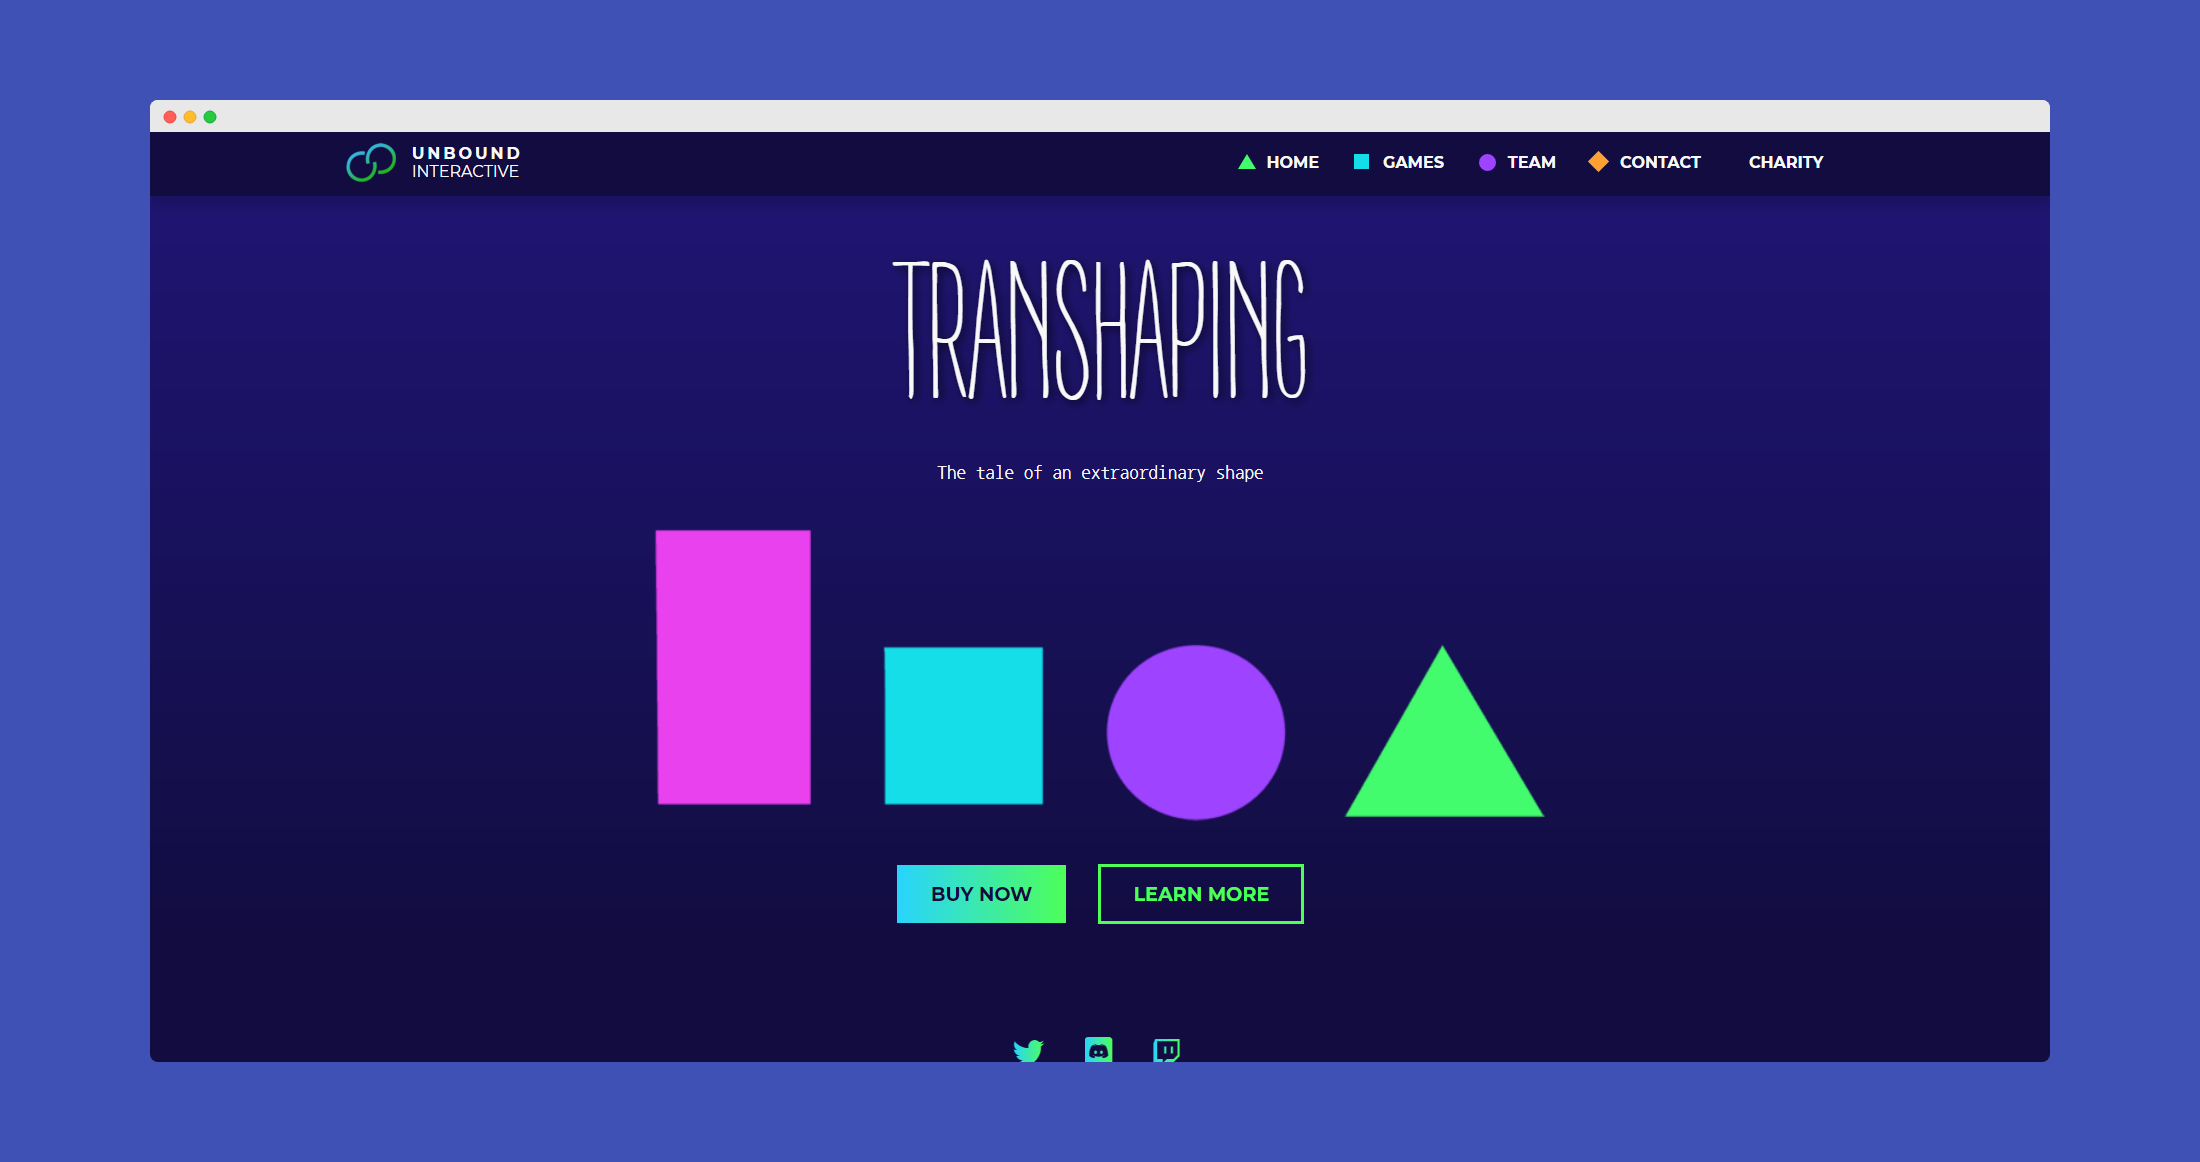 UNBOUND
INTERACTIVE
HOME GAMES TEAM CONTACT CHARITY
TRANSHAPING
The tale of an extraordinary shape
BUY NOW LEARN MORE